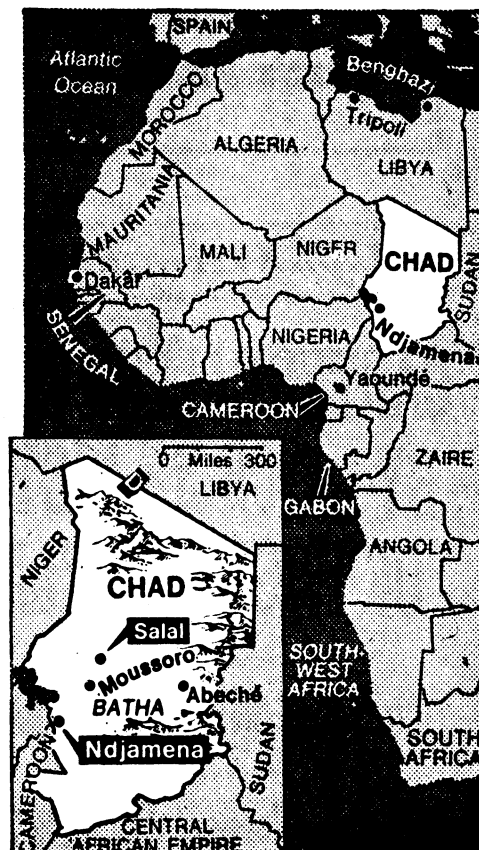 SPAIN
Atlantic
Ocean
Benghazi
Tripoli
MOROCCO
ALGERIA
LIBYA
MAURITANIA
MALI
NIGER
CHAD
SUDAN
Dakar
SENEGAL
NIGERIA
Ndjamena
Yaoundé
CAMEROON
ZAIRE
GABON
ANGOLA
SOUTH-
WEST
AFRICA
SOUTH
AFRICA
0 Miles 300
LIBYA
NIGER
CHAD
Salal
Moussoro
BATHA
Abeché
Ndjamena
CAMEROON
SUDAN
CENTRAL
AFRICAN EMPIRE